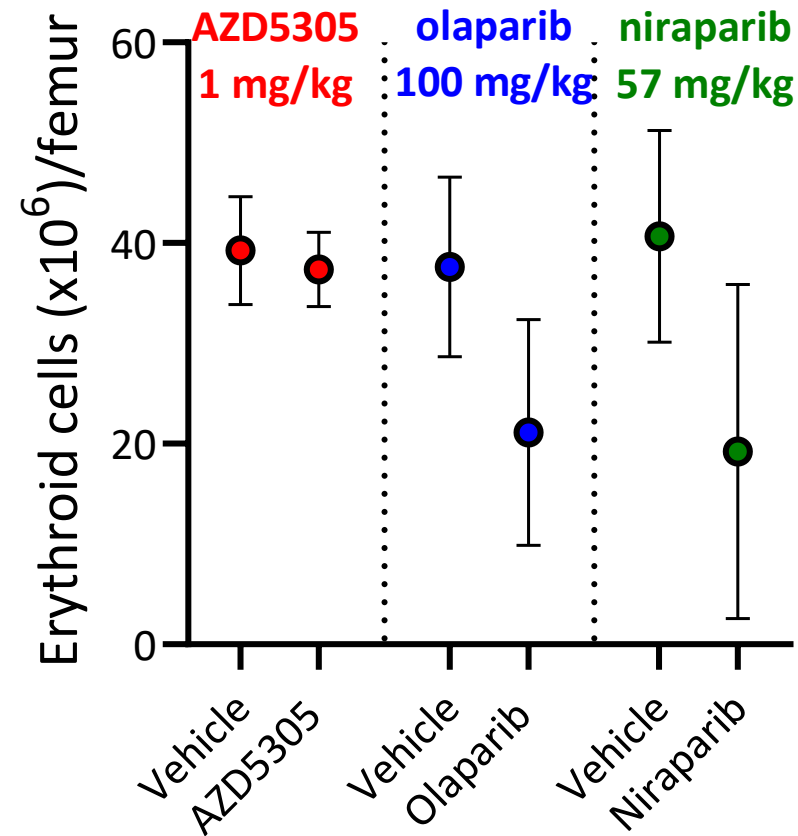 Erythroid cells (x10⁶)/femur
60
40
20
0
AZD5305
1 mg/kg
olaparib
100 mg/kg
niraparib
57 mg/kg
Vehicle
AZD5305
Vehicle
Olaparib
Vehicle
Niraparib